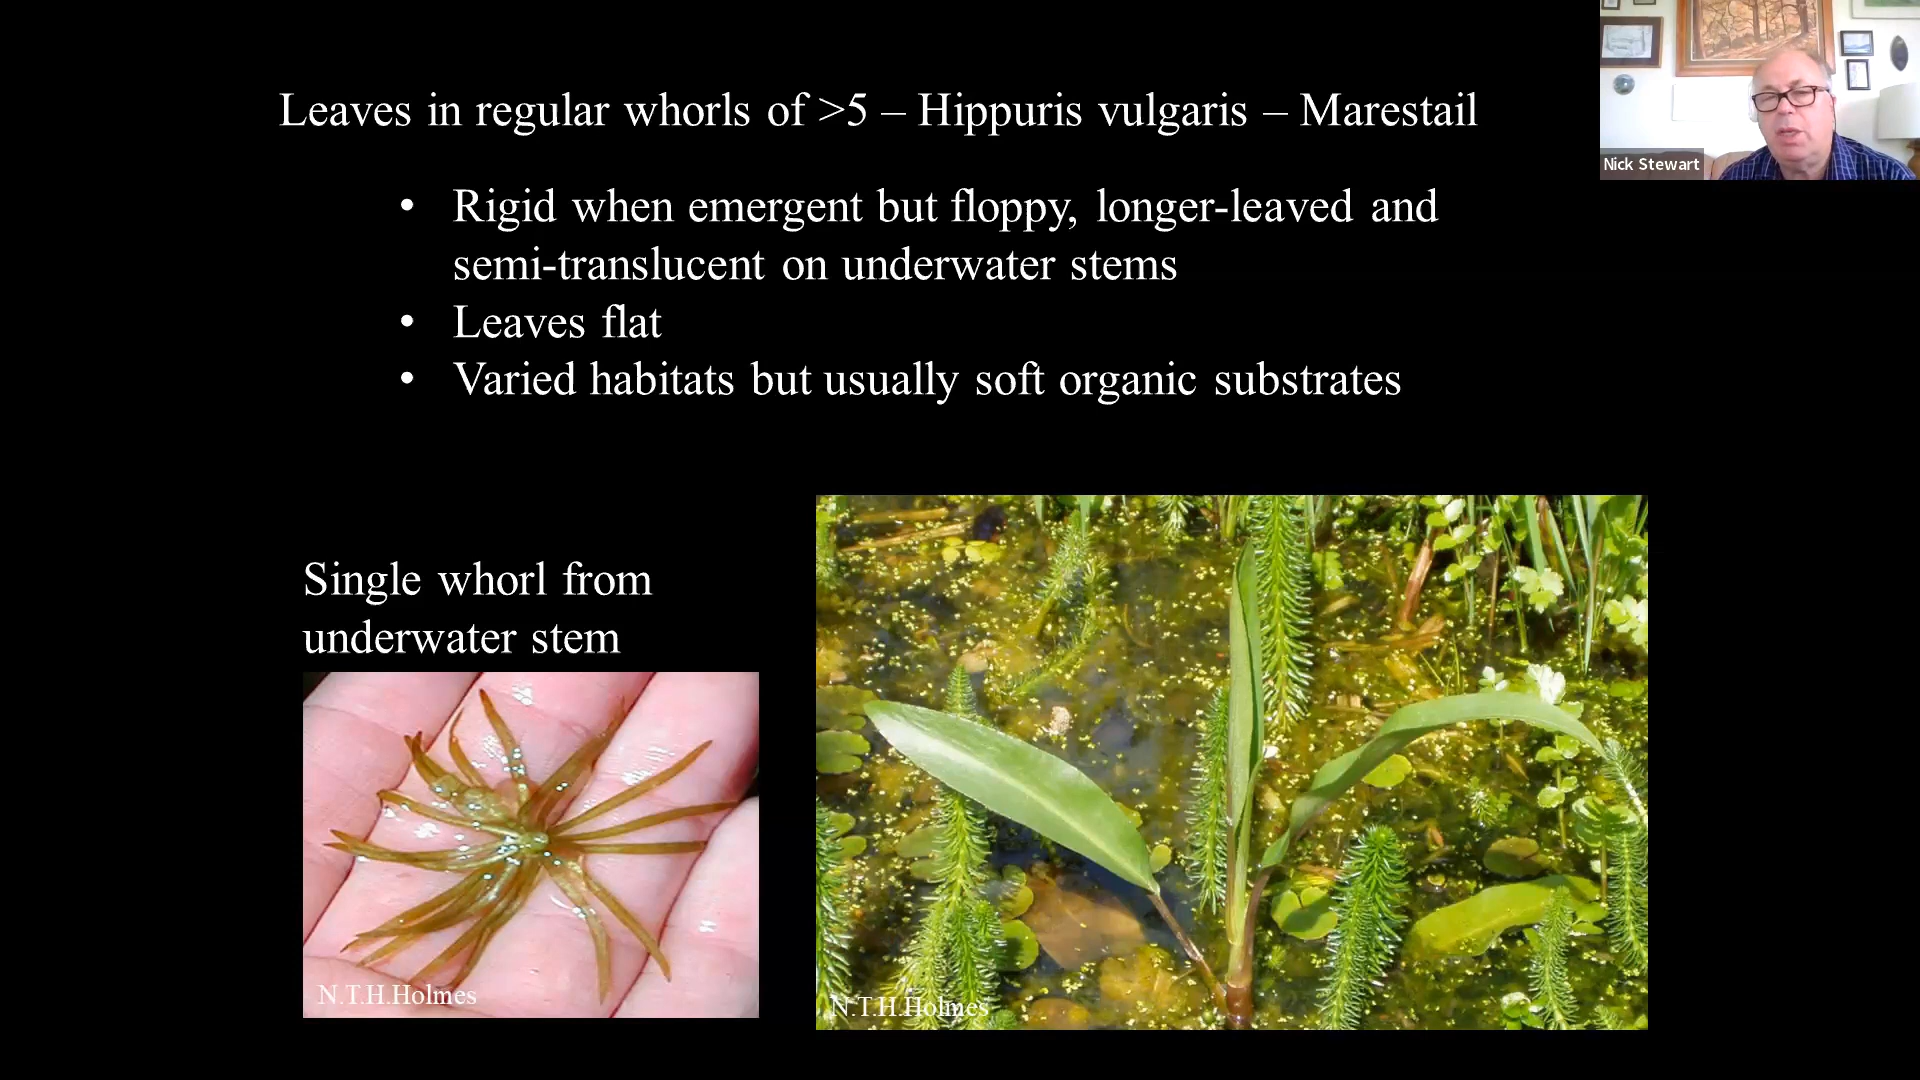 Leaves in regular whorls of >5 – Hippuris vulgaris – Marestail
Nick Stewart
• Rigid when emergent but floppy, longer-leaved and
semi-translucent on underwater stems
• Leaves flat
• Varied habitats but usually soft organic substrates
Single whorl from
underwater stem
N.T.H.Holmes
N.T.H.Holmes